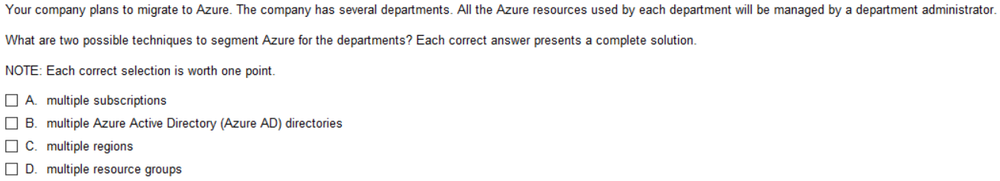 Your company plans to migrate to Azure. The company has several departments. All the Azure resources used by each department will be managed by a department administrator.
What are two possible techniques to segment Azure for the departments? Each correct answer presents a complete solution.
NOTE: Each correct selection is worth one point.
A. multiple subscriptions
B. multiple Azure Active Directory (Azure AD) directories
C. multiple regions
D. multiple resource groups